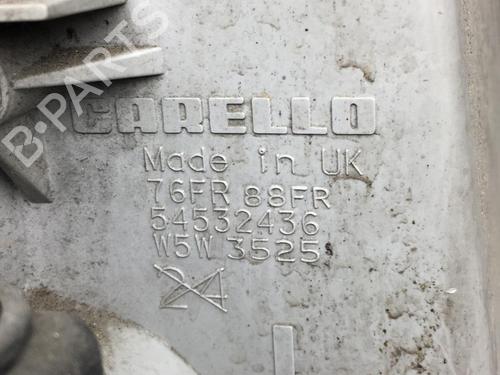 B-PARTS
CARELLO
Made in UK
76FR 88FR
54532436
W5W 3525
24